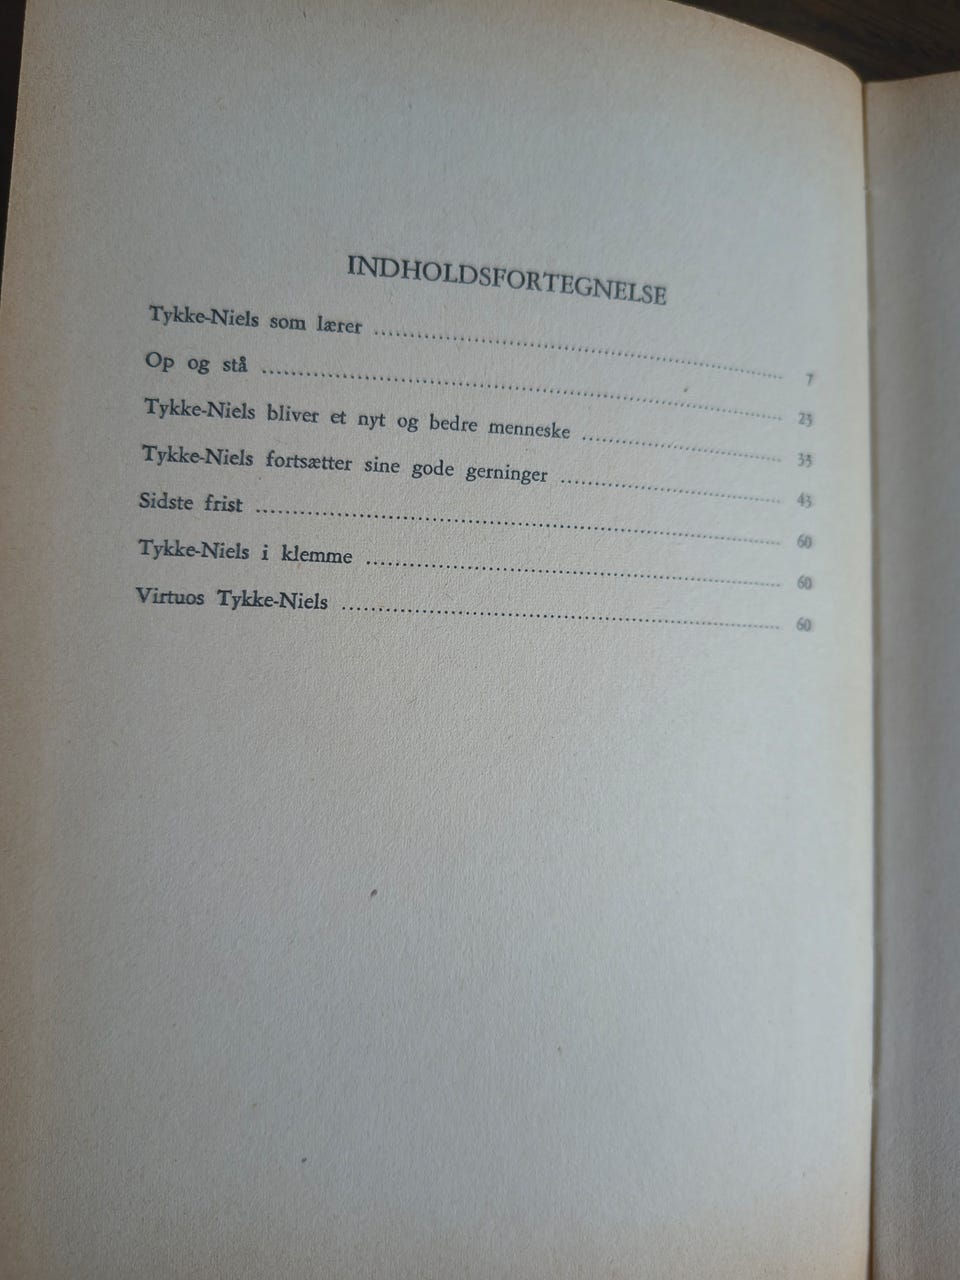 INDHOLDSFORTEGNELSE
Tykke-Niels som lærer ........................................ 7
Op og stå ........................................ 23
Tykke-Niels bliver et nyt og bedre menneske ........................................ 33
Tykke-Niels fortsætter sine gode gerninger ........................................ 43
Sidste frist ........................................ 60
Tykke-Niels i klemme ........................................ 60
Virtuos Tykke-Niels ........................................ 60